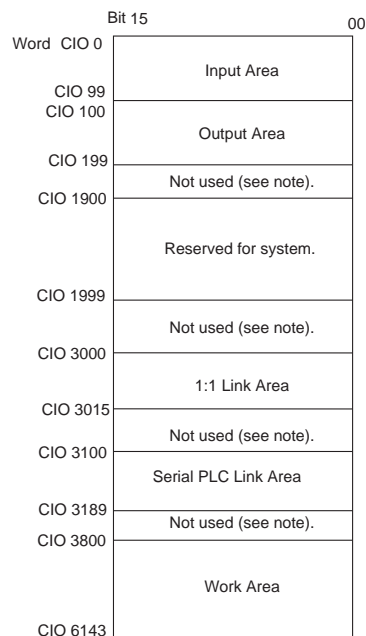 Bit 15
00
Word CIO 0
Input Area
CIO 99
CIO 100
Output Area
CIO 199
Not used (see note).
CIO 1900
Reserved for system.
CIO 1999
Not used (see note).
CIO 3000
1:1 Link Area
CIO 3015
Not used (see note).
CIO 3100
Serial PLC Link Area
CIO 3189
Not used (see note).
CIO 3800
Work Area
CIO 6143